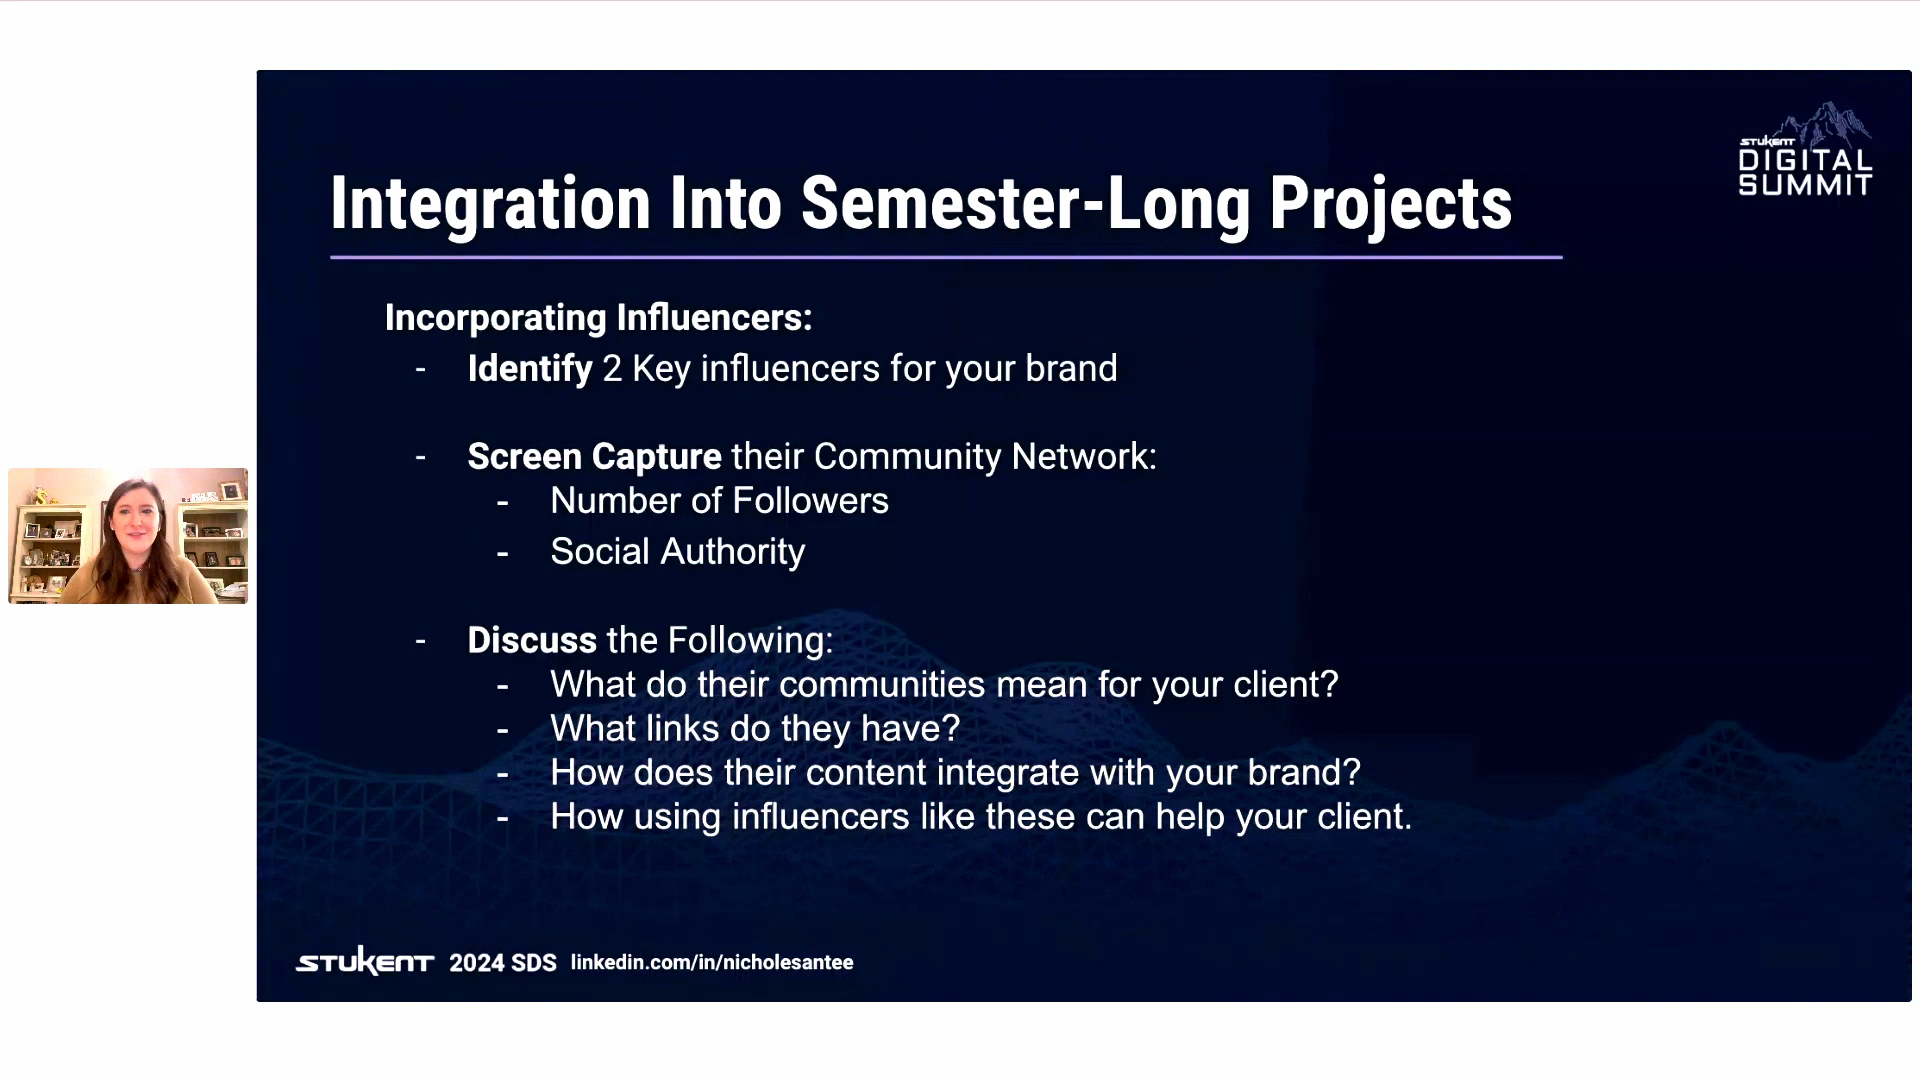 STUKENT
DIGITAL
SUMMIT
Integration Into Semester-Long Projects
Incorporating Influencers:
- Identify 2 Key influencers for your brand
- Screen Capture their Community Network:
- Number of Followers
- Social Authority
- Discuss the Following:
- What do their communities mean for your client?
- What links do they have?
- How does their content integrate with your brand?
- How using influencers like these can help your client.
STUKENT 2024 SDS linkedin.com/in/nicholesantee